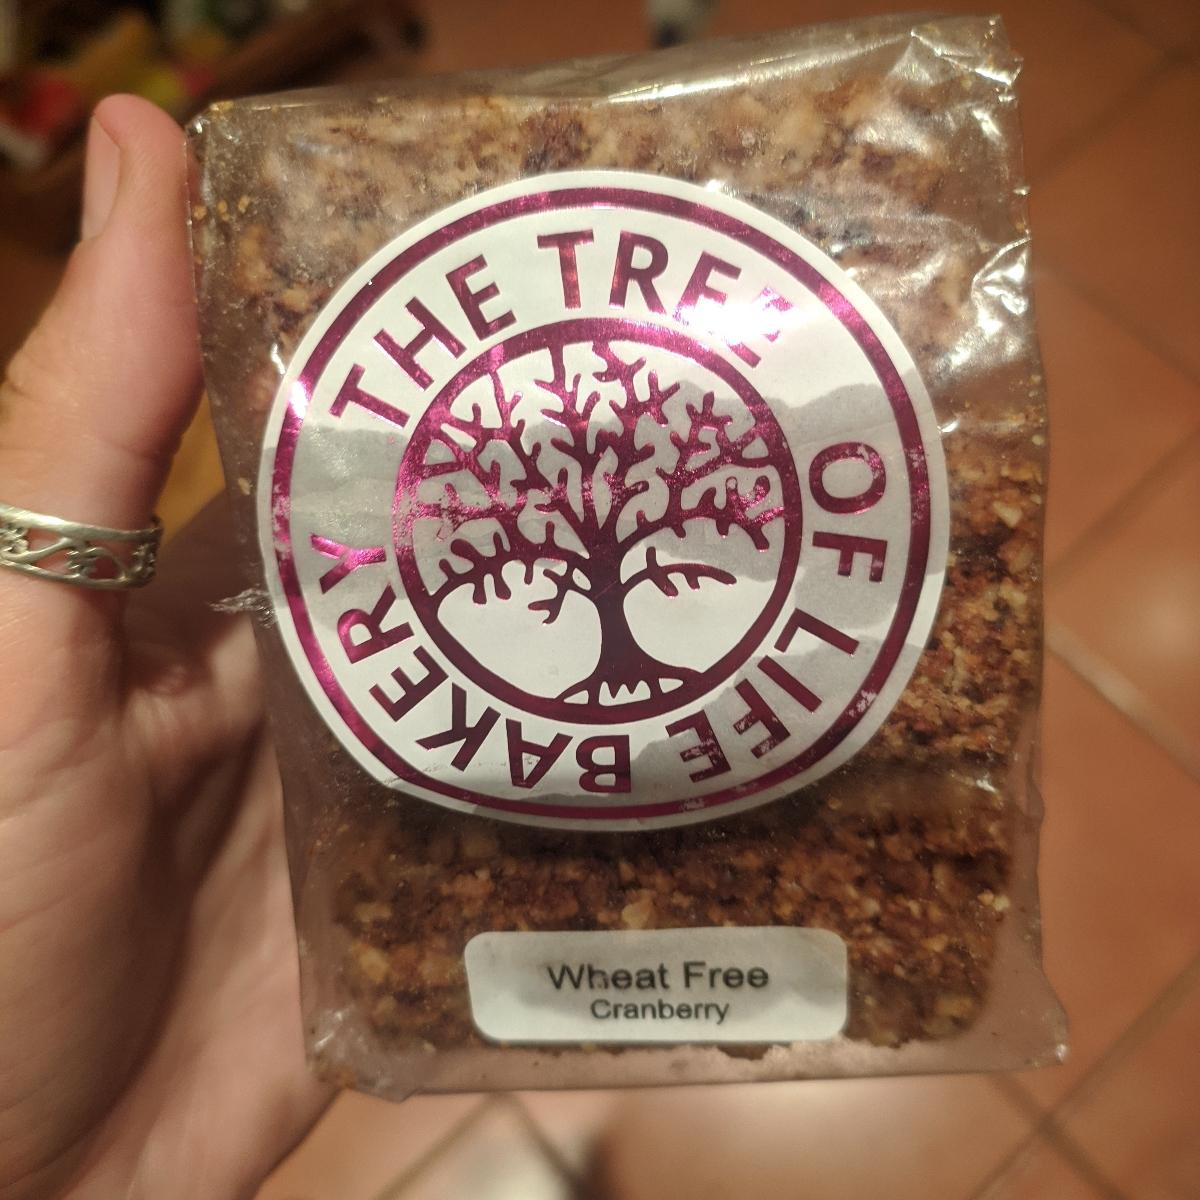 THE TREE OF LIFE BAKERY
Wheat Free
Cranberry